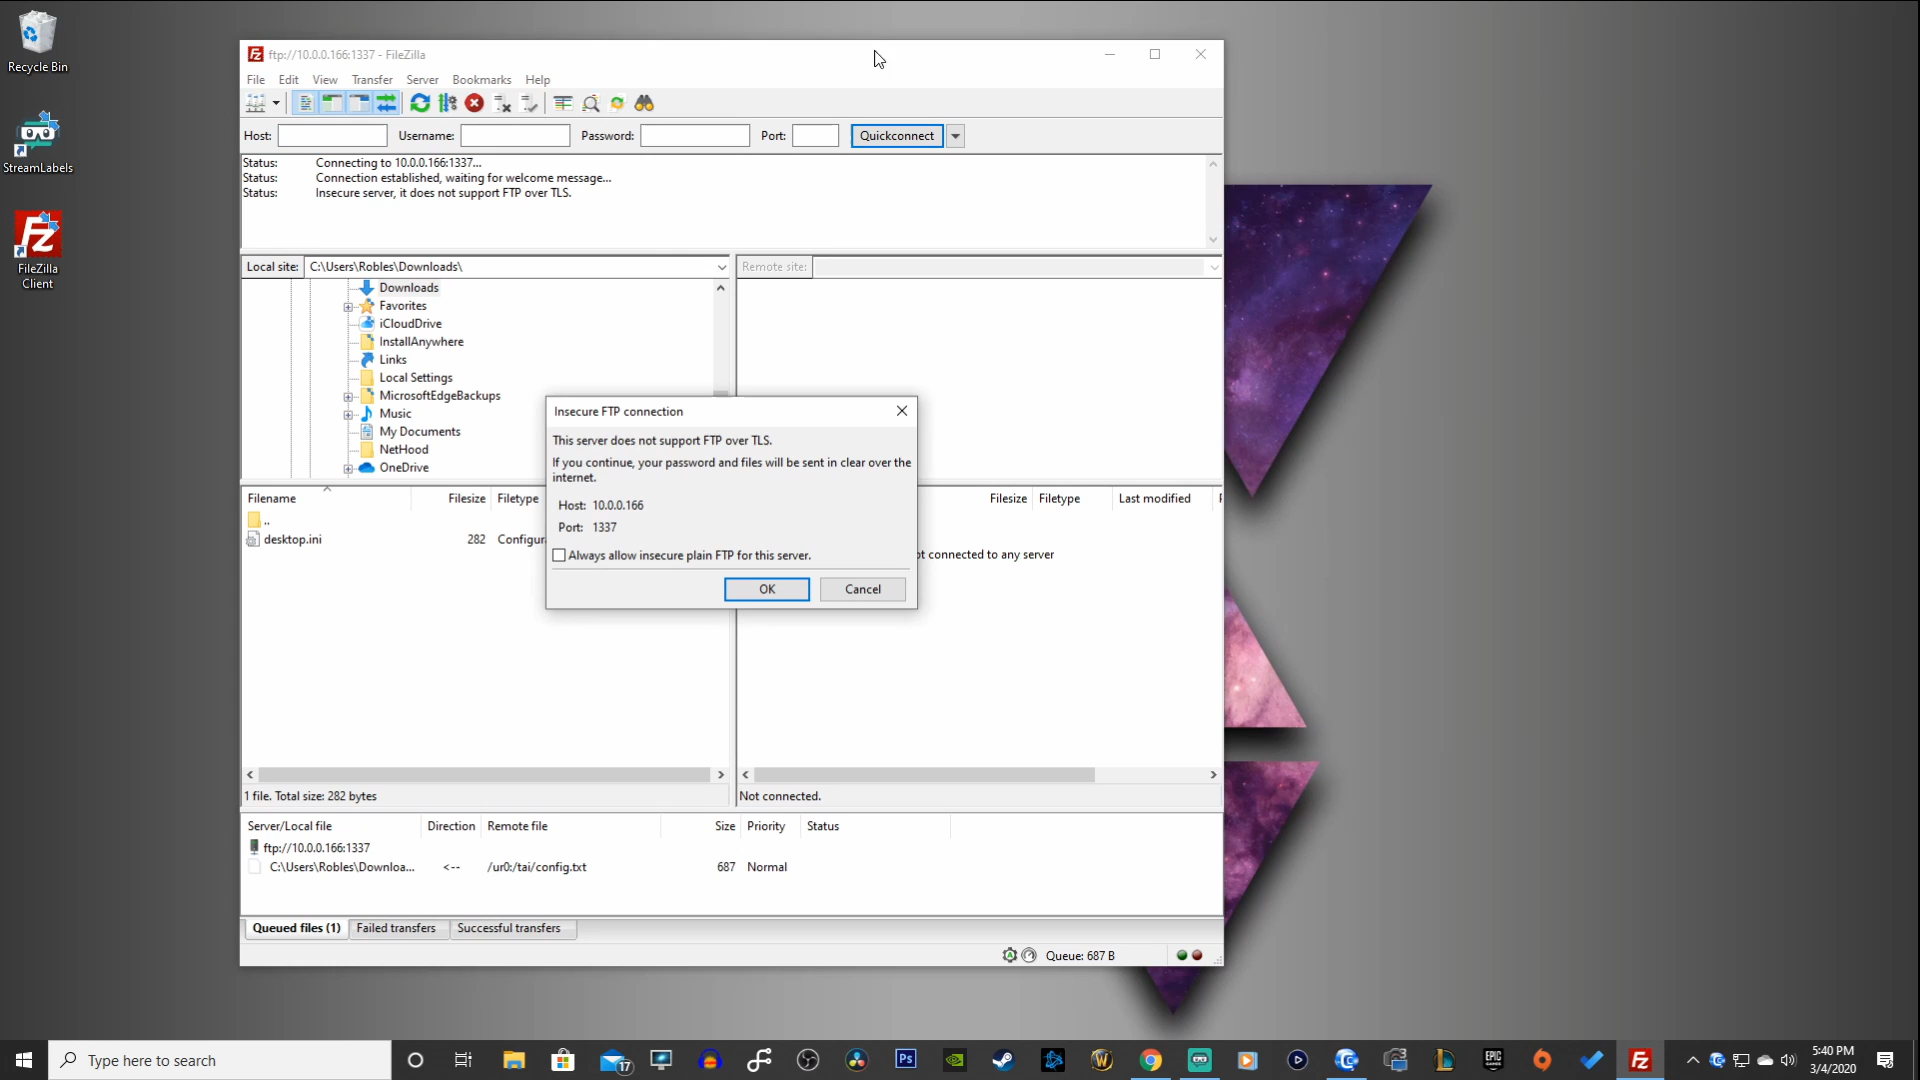 Recycle Bin
StreamLabels
FileZilla
Client
ftp://10.0.0.166:1337 - FileZilla
File Edit View Transfer Server Bookmarks Help
Host: Username: Password: Port: Quickconnect
Status: Connecting to 10.0.0.166:1337...
Status: Connection established, waiting for welcome message...
Status: Insecure server, it does not support FTP over TLS.
Local site: C:\Users\Robles\Downloads\
Remote site:
Downloads
Favorites
iCloudDrive
InstallAnywhere
Links
Local Settings
MicrosoftEdgeBackups
Music
My Documents
NetHood
OneDrive
Filename Filesize Filetype
..
desktop.ini 282 Configur
1 file. Total size: 282 bytes
Filesize Filetype Last modified
t connected to any server
Not connected.
Insecure FTP connection
This server does not support FTP over TLS.
If you continue, your password and files will be sent in clear over the
internet.
Host: 10.0.0.166
Port: 1337
Always allow insecure plain FTP for this server.
OK Cancel
Server/Local file Direction Remote file Size Priority Status
ftp://10.0.0.166:1337
C:\Users\Robles\Downloa... <-- /ur0:/tai/config.txt 687 Normal
Queued files (1) Failed transfers Successful transfers
Queue: 687 B
Type here to search
17
Ps
EPIC
GAMES
Fz
5:40 PM
3/4/2020